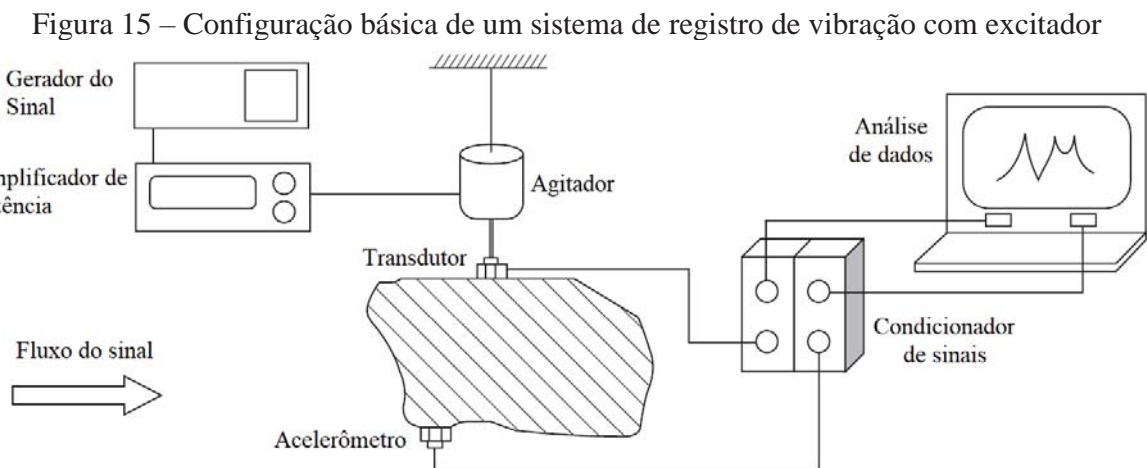 Figura 15 – Configuração básica de um sistema de registro de vibração com excitador
Gerador do
Sinal
mplificador de
tência
Agitador
Transdutor
Análise
de dados
Condicionador
de sinais
Fluxo do sinal
Acelerômetro